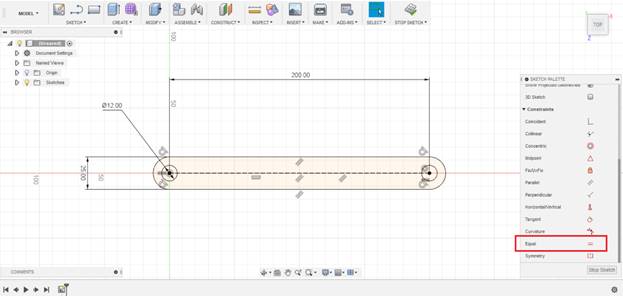 MODEL
SKETCH
CREATE
MODIFY
ASSEMBLE
CONSTRUCT
INSPECT
INSERT
MAKE
ADD-INS
SELECT
STOP SKETCH
TOP
X
Z
BROWSER
(Unsaved)
Document Settings
Named Views
Origin
Sketches
100
50
200.00
Ø12.00
25.00
100
50
SKETCH PALETTE
Show Projected Geometries
3D Sketch
Constraints
Coincident
Collinear
Concentric
Midpoint
Fix/UnFix
Parallel
Perpendicular
Horizontal/Vertical
Tangent
Curvature
Equal
Symmetry
Stop Sketch
COMMENTS